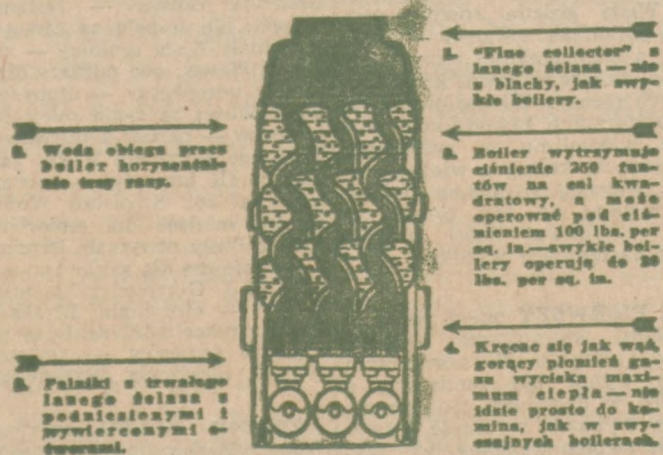 1. "Flue collector" z
lanego żelaza — nie
z blachy, jak zwy-
kłe boilery.
2. Woda obiega przez
boiler horyzontal-
nie trzy razy.
3. Boiler wytrzymuje
ciśnienie 250 fun-
tów na cal kwa-
dratowy, a może
operować pod ciś-
nieniem 100 lbs. per
sq. in.—zwykłe boi-
lery operują do 30
lbs. per sq. in.
4. Kręcąc się jak wąż,
gorący płomień ga-
zu wyciska maxi-
mum ciepła — nie
idzie prosto do ko-
mina, jak w zwy-
czajnych boilerach.
5. Palniki z trwałego
lanego żelaza z
podniesionymi i
wywierconymi o-
tworami.